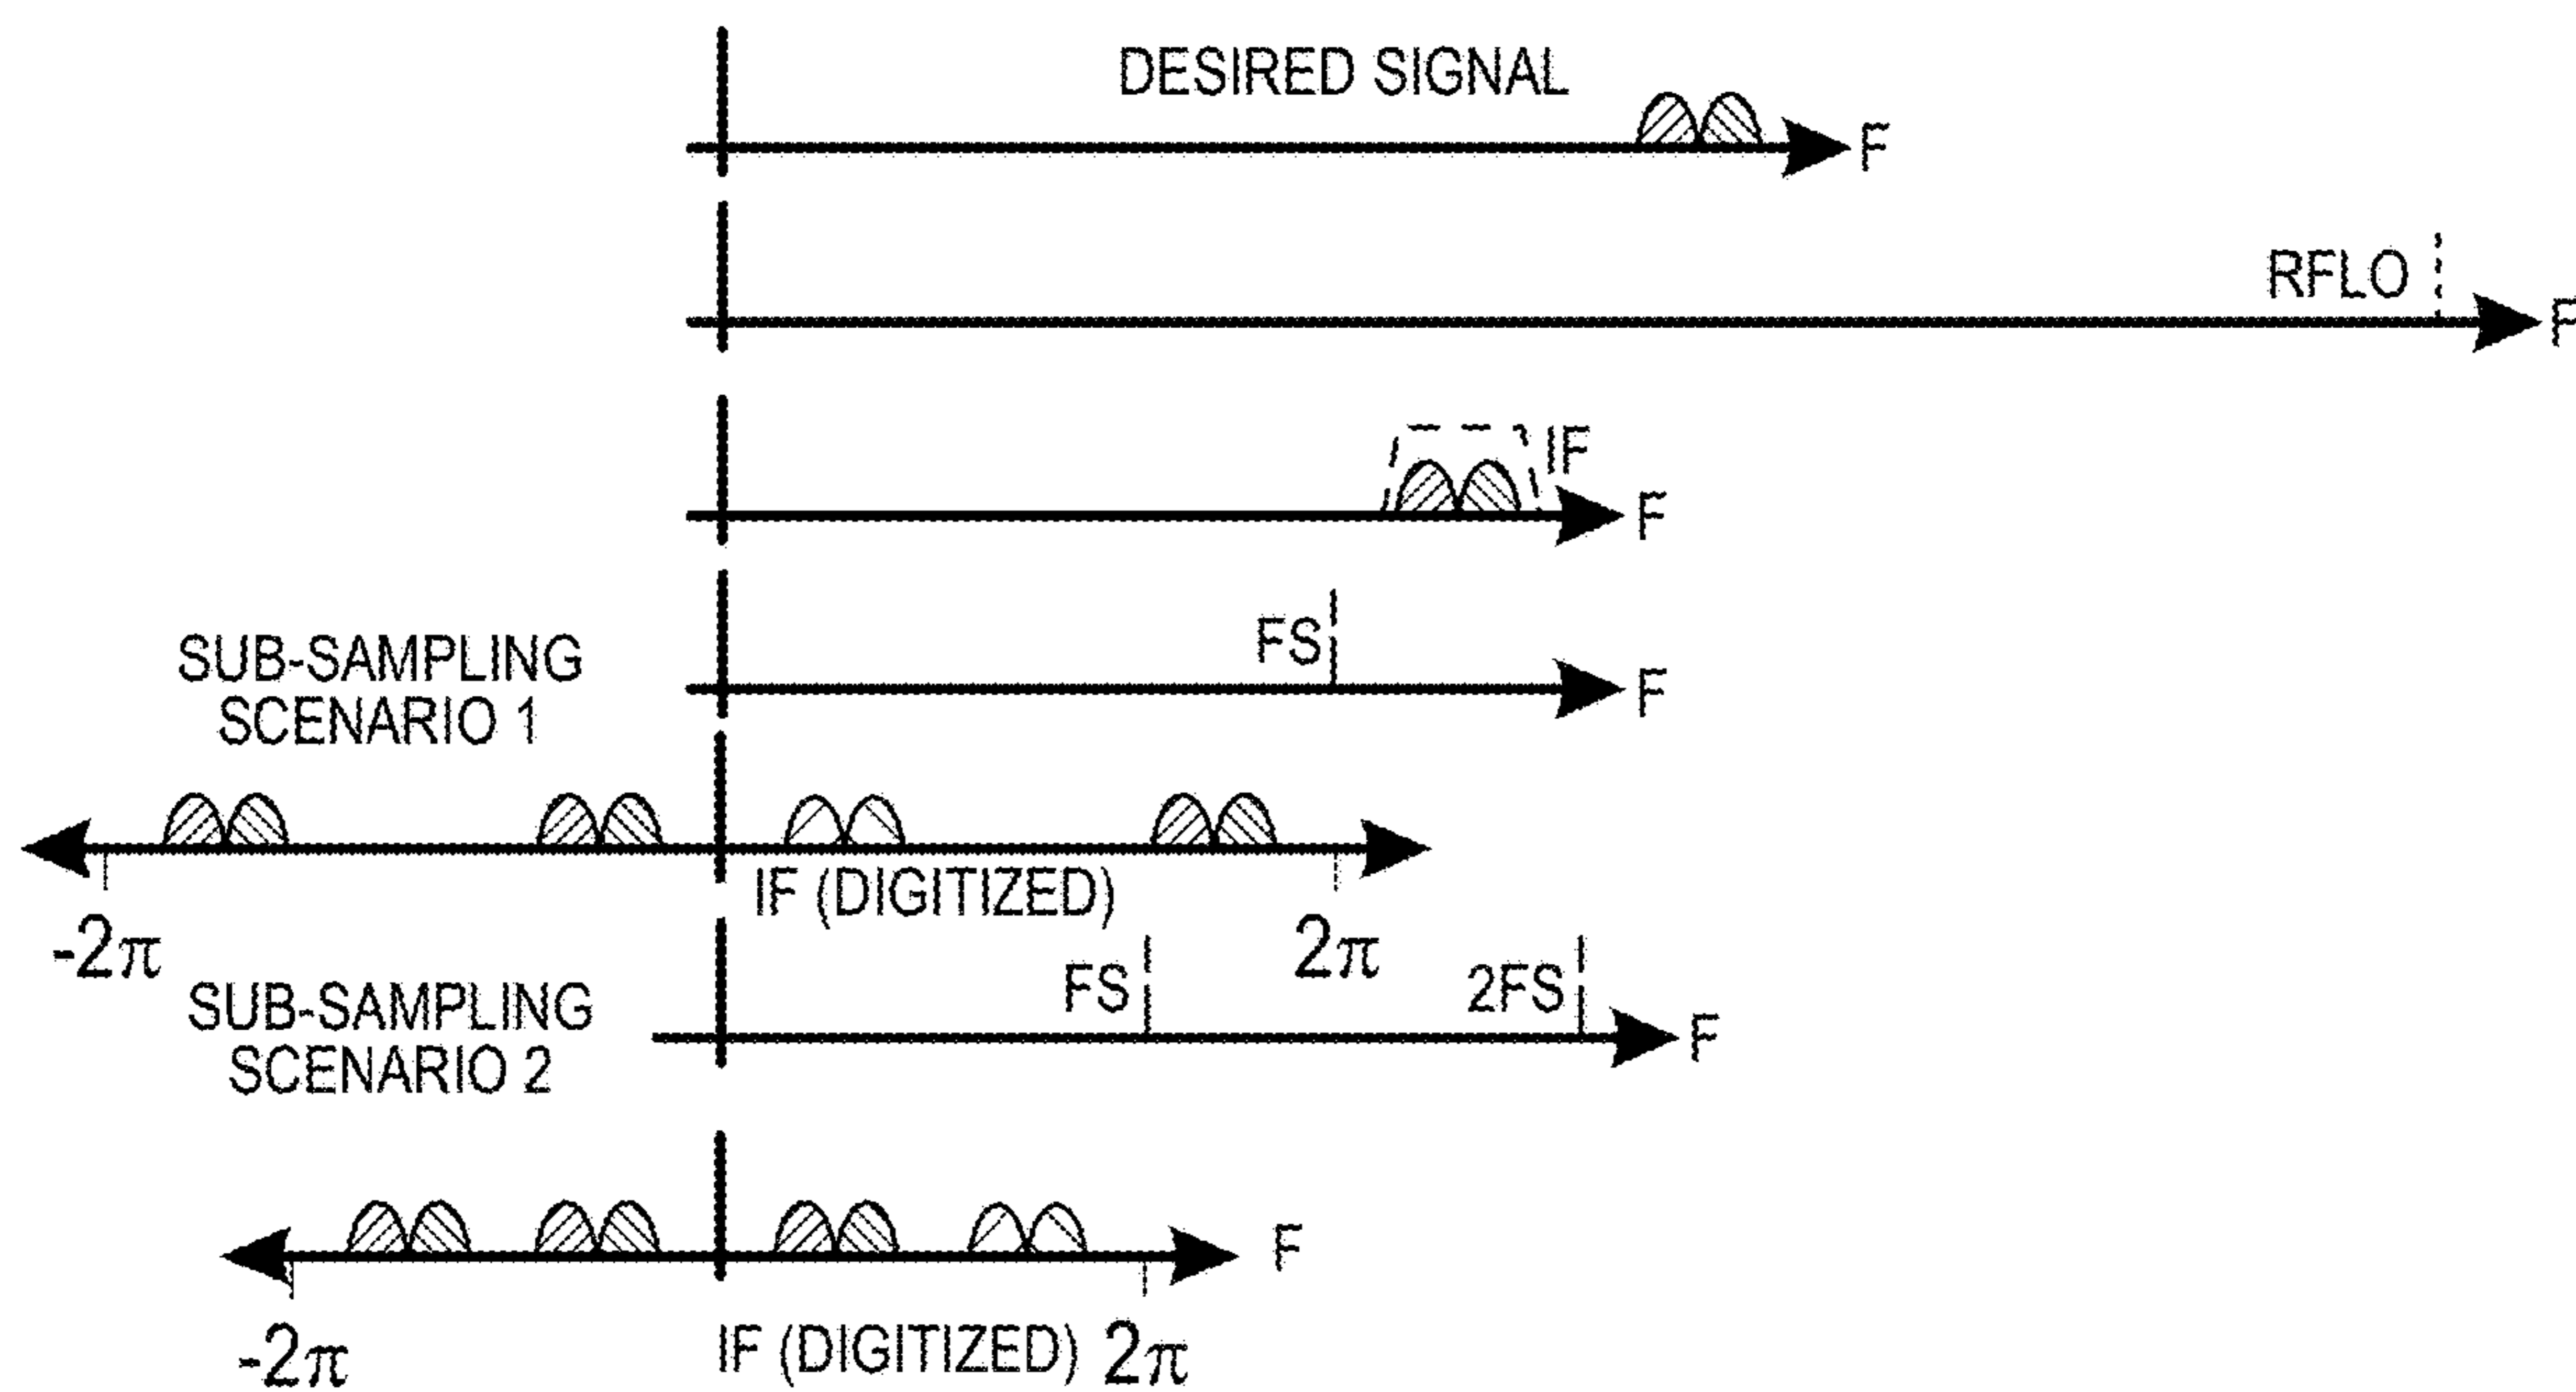 DESIRED SIGNAL
F
RFLO
F
IF
F
FS
F
SUB-SAMPLING
SCENARIO 1
IF (DIGITIZED)
-2π
2π
FS
2FS
F
SUB-SAMPLING
SCENARIO 2
F
-2π
IF (DIGITIZED)
2π